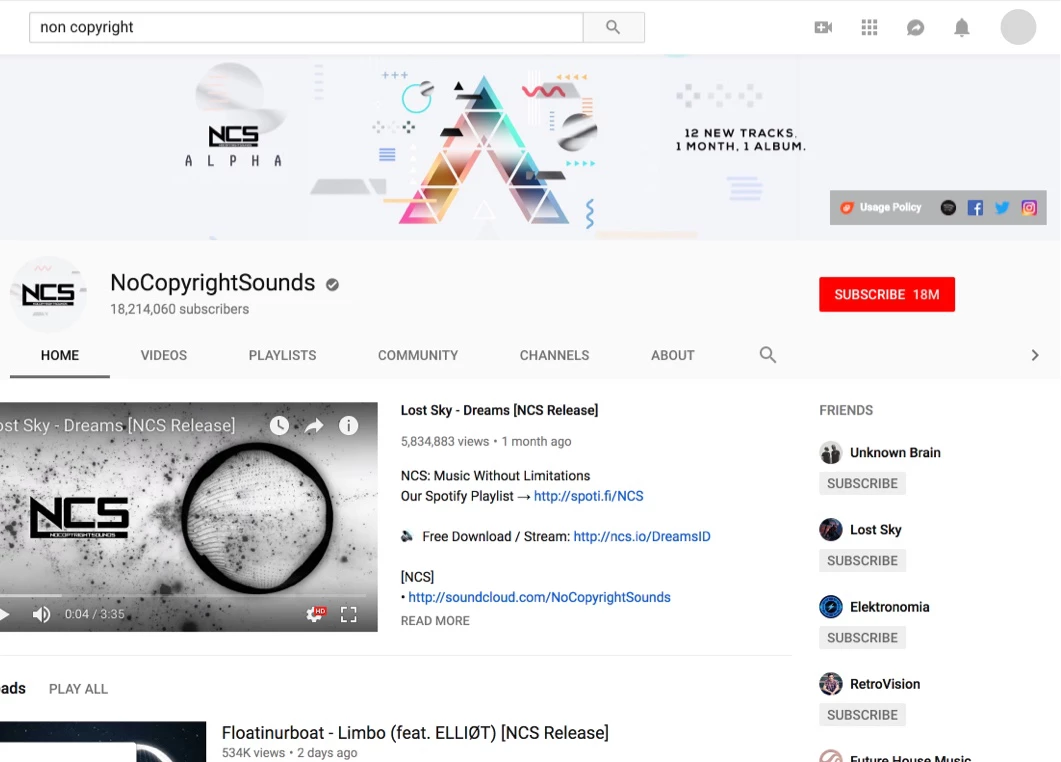 non copyright
NCS
ALPHA
12 NEW TRACKS.
1 MONTH, 1 ALBUM.
Usage Policy
NCS
NoCopyrightSounds
18,214,060 subscribers
SUBSCRIBE 18M
HOME VIDEOS PLAYLISTS COMMUNITY CHANNELS ABOUT
ost Sky - Dreams [NCS Release]
NCS
NOCOPYRIGHTSOUNDS
0:04 / 3:35
HD
Lost Sky - Dreams [NCS Release]
5,834,883 views • 1 month ago
NCS: Music Without Limitations
Our Spotify Playlist → http://spoti.fi/NCS
Free Download / Stream: http://ncs.io/DreamsID
[NCS]
• http://soundcloud.com/NoCopyrightSounds
READ MORE
FRIENDS
Unknown Brain
SUBSCRIBE
Lost Sky
SUBSCRIBE
Elektronomia
SUBSCRIBE
RetroVision
SUBSCRIBE
Future House Music
oads PLAY ALL
Floatinurboat - Limbo (feat. ELLIØT) [NCS Release]
534K views • 2 days ago